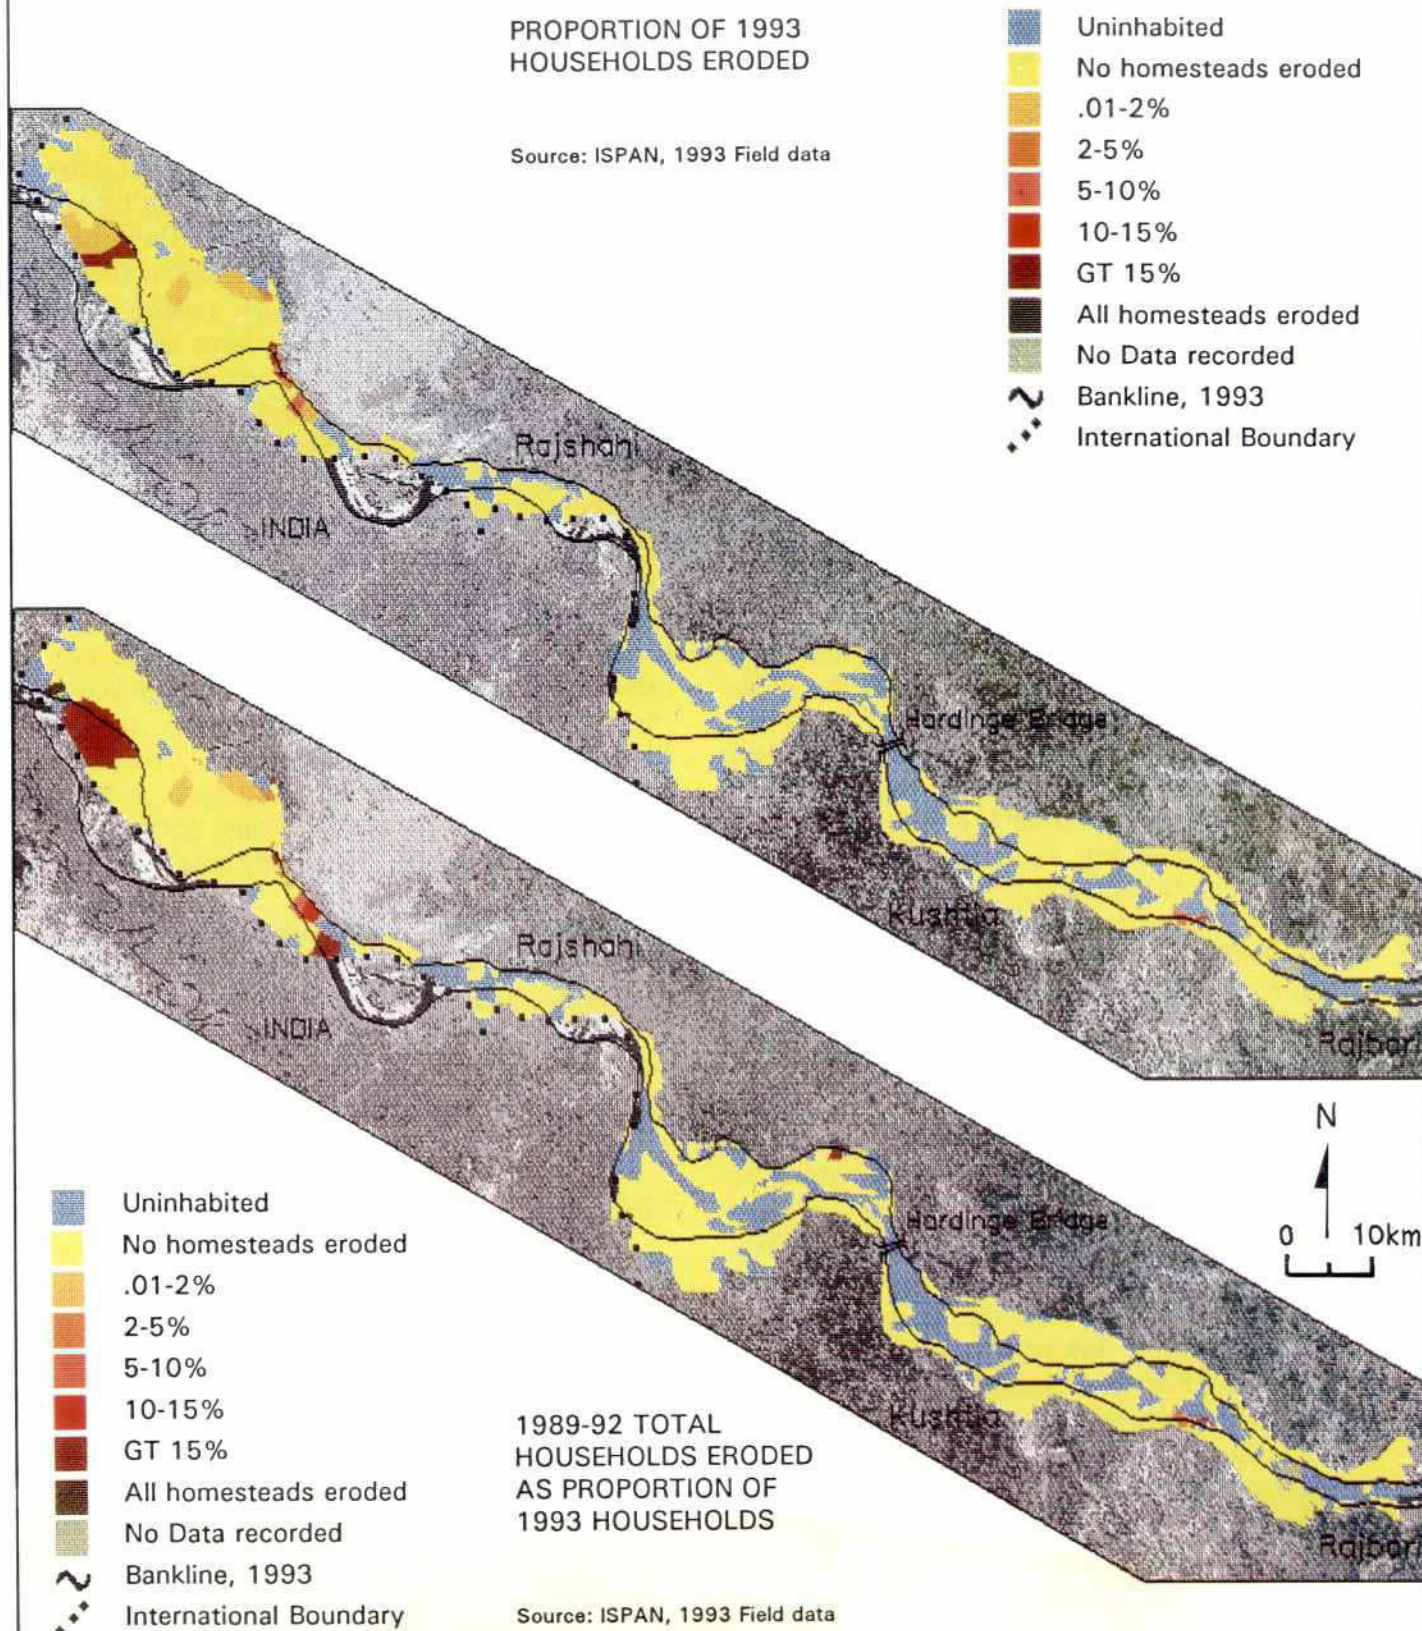 PROPORTION OF 1993
HOUSEHOLDS ERODED
Source: ISPAN, 1993 Field data
Uninhabited
No homesteads eroded
.01-2%
2-5%
5-10%
10-15%
GT 15%
All homesteads eroded
No Data recorded
Bankline, 1993
International Boundary
Rajshahi
INDIA
Hardinge Bridge
Kushtia
Rajbari
Rajshahi
INDIA
Hardinge Bridge
Kushtia
Rajbari
N
0 10km
Uninhabited
No homesteads eroded
.01-2%
2-5%
5-10%
10-15%
GT 15%
All homesteads eroded
No Data recorded
Bankline, 1993
International Boundary
1989-92 TOTAL
HOUSEHOLDS ERODED
AS PROPORTION OF
1993 HOUSEHOLDS
Source: ISPAN, 1993 Field data